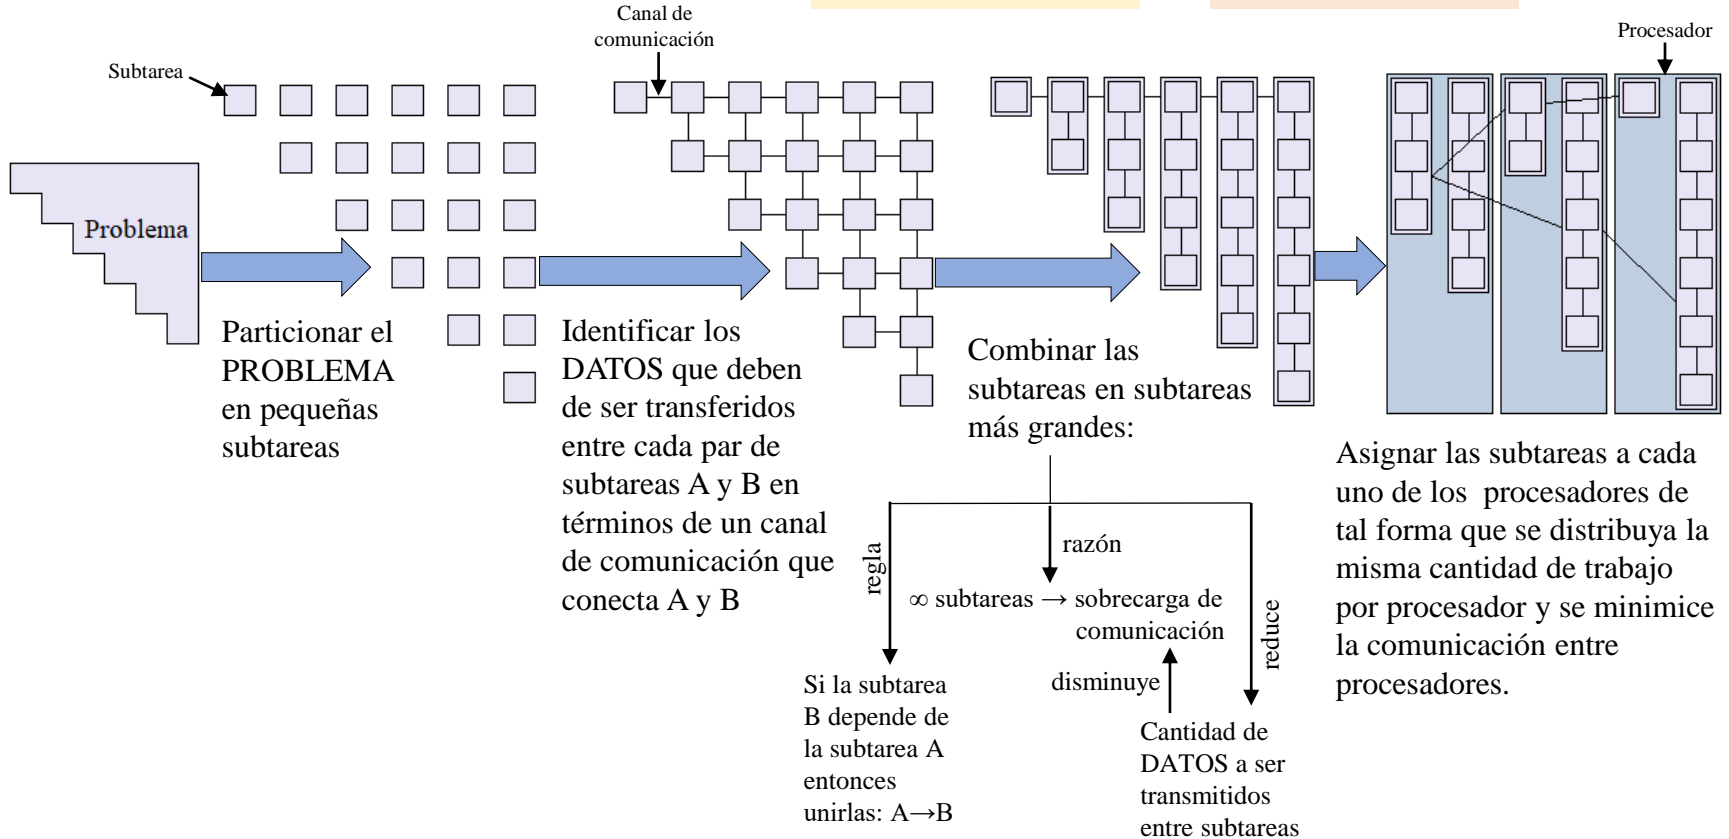 Canal de
comunicación
Procesador
Subtarea
Problema
Particionar el
PROBLEMA
en pequeñas
subtareas
Identificar los
DATOS que deben
de ser transferidos
entre cada par de
subtareas A y B en
términos de un canal
de comunicación que
conecta A y B
Combinar las
subtareas en subtareas
más grandes:
regla
razón
∞ subtareas → sobrecarga de
comunicación
reduce
disminuye
Si la subtarea
B depende de
la subtarea A
entonces
unirlas: A→B
Cantidad de
DATOS a ser
transmitidos
entre subtareas
Asignar las subtareas a cada
uno de los procesadores de
tal forma que se distribuya la
misma cantidad de trabajo
por procesador y se minimice
la comunicación entre
procesadores.